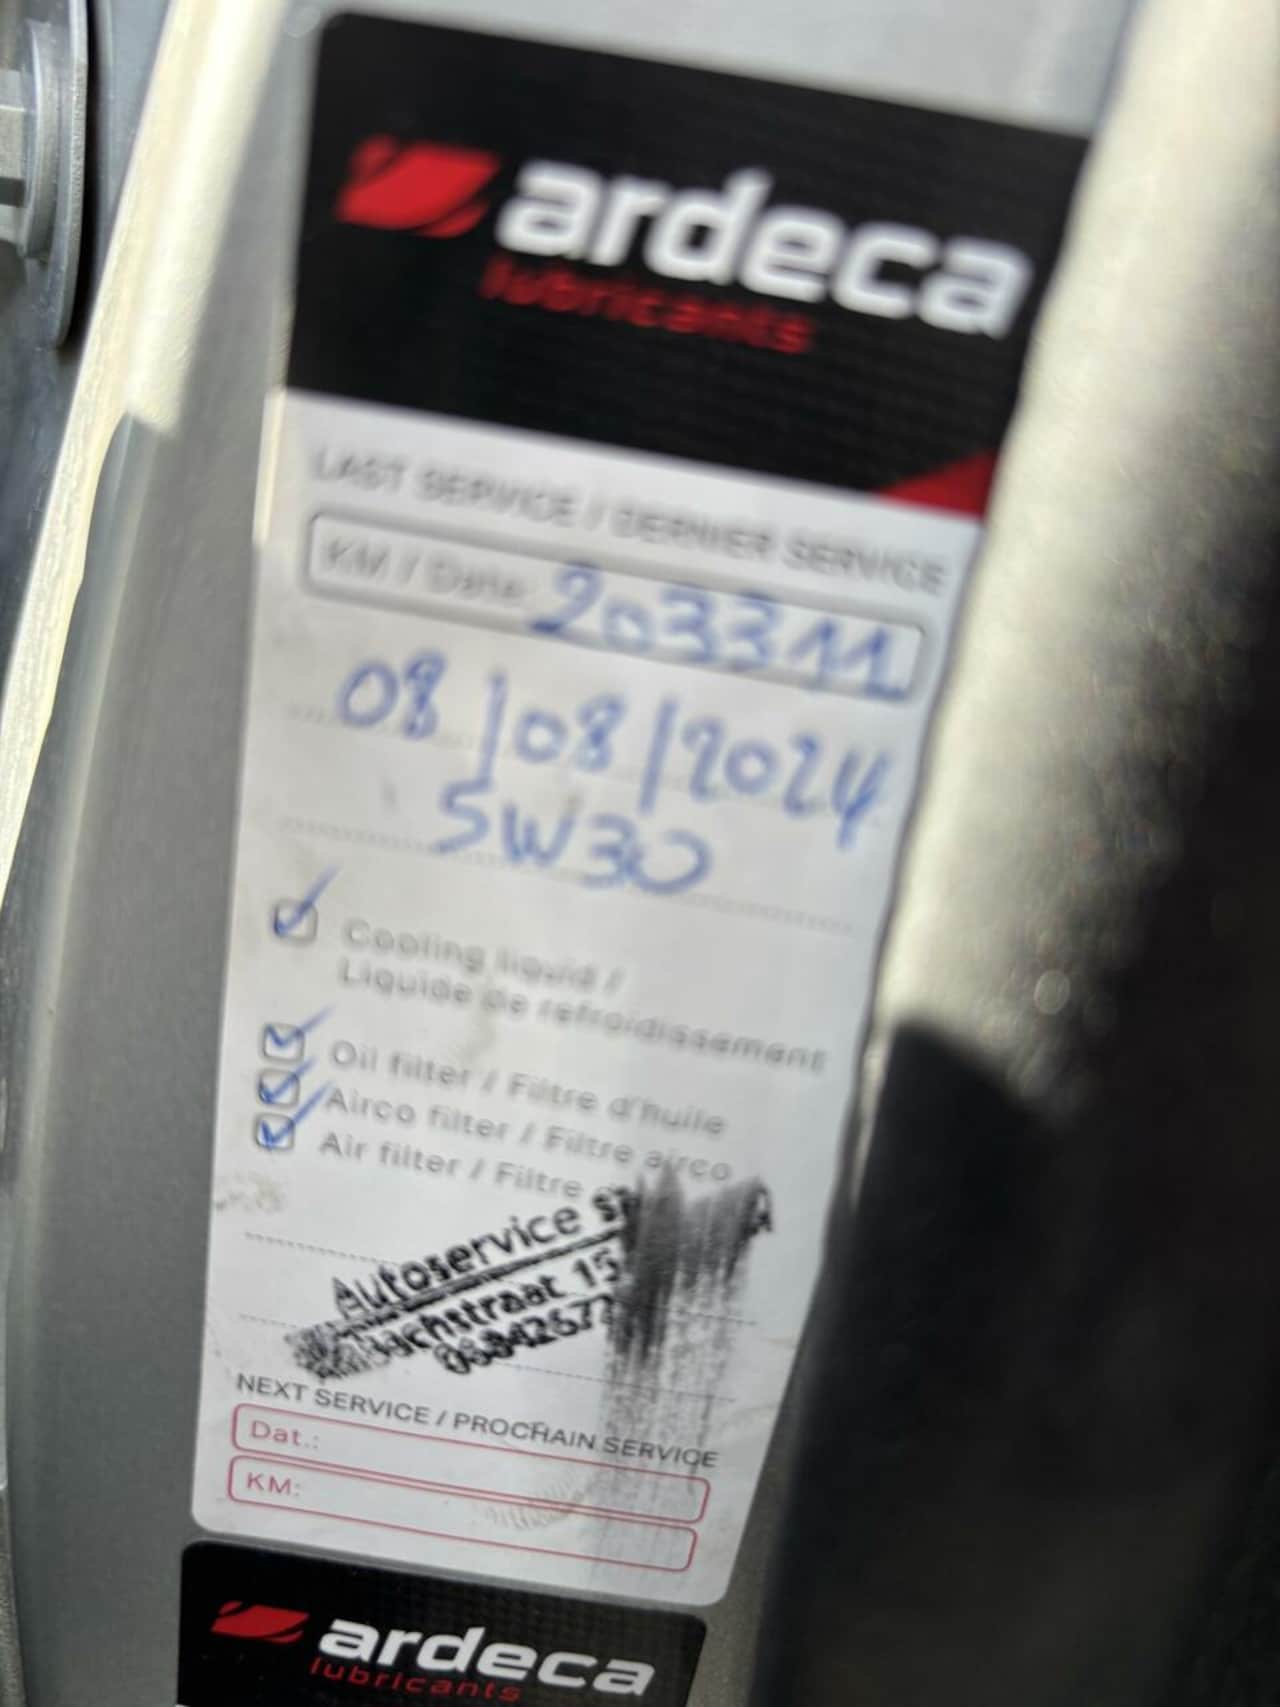 ardeca
lubricants
LAST SERVICE / DERNIER SERVICE
KM / Date: 203311
08/08/2024
5W30
Cooling liquid /
Liquide de refroidissement
Oil filter / Filtre d'huile
Airco filter / Filtre airco
Air filter / Filtre
Autoservice
NEXT SERVICE / PROCHAIN SERVICE
Dat.:
KM:
ardeca
lubricants